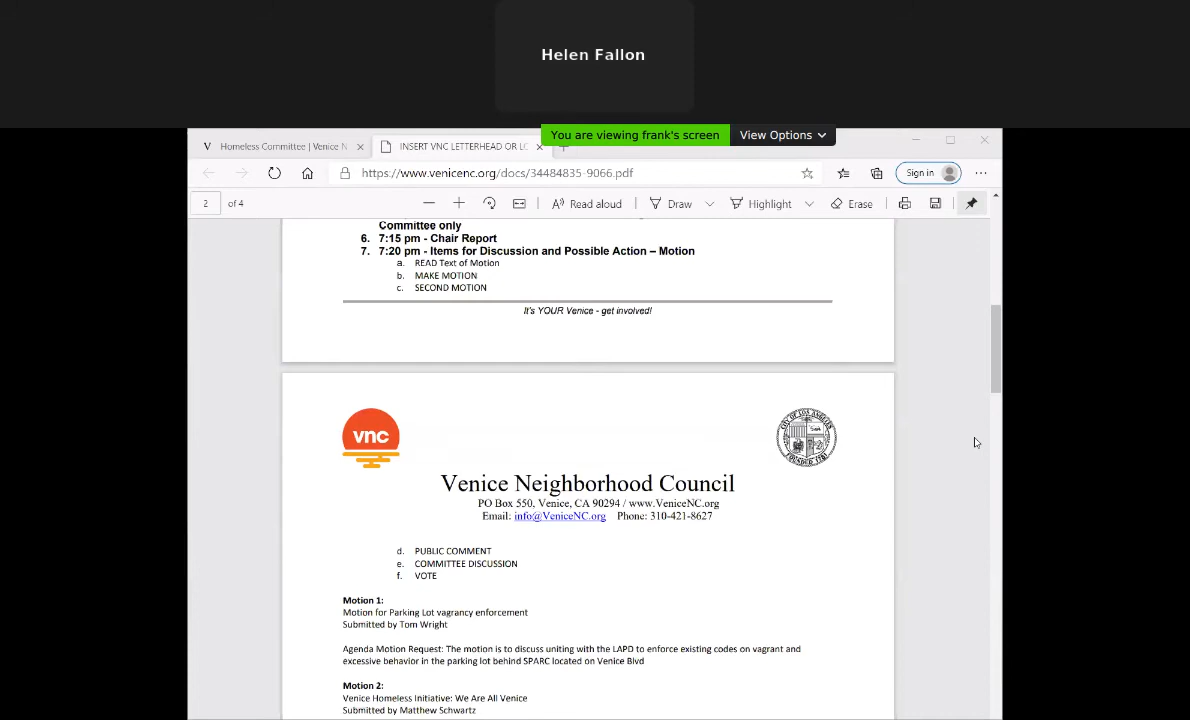 Helen Fallon
You are viewing frank's screen View Options
V Homeless Committee | Venice N
INSERT VNC LETTERHEAD OR LO
https://www.venicenc.org/docs/34484835-9066.pdf
Sign in
2 of 4 Read aloud Draw Highlight Erase
Committee only
6. 7:15 pm - Chair Report
7. 7:20 pm - Items for Discussion and Possible Action – Motion
a. READ Text of Motion
b. MAKE MOTION
c. SECOND MOTION
It's YOUR Venice - get involved!
vnc
CITY OF LOS ANGELES
FOUNDED 1781
Venice Neighborhood Council
PO Box 550, Venice, CA 90294 / www.VeniceNC.org
Email: info@VeniceNC.org Phone: 310-421-8627
d. PUBLIC COMMENT
e. COMMITTEE DISCUSSION
f. VOTE
Motion 1:
Motion for Parking Lot vagrancy enforcement
Submitted by Tom Wright
Agenda Motion Request: The motion is to discuss uniting with the LAPD to enforce existing codes on vagrant and
excessive behavior in the parking lot behind SPARC located on Venice Blvd
Motion 2:
Venice Homeless Initiative: We Are All Venice
Submitted by Matthew Schwartz